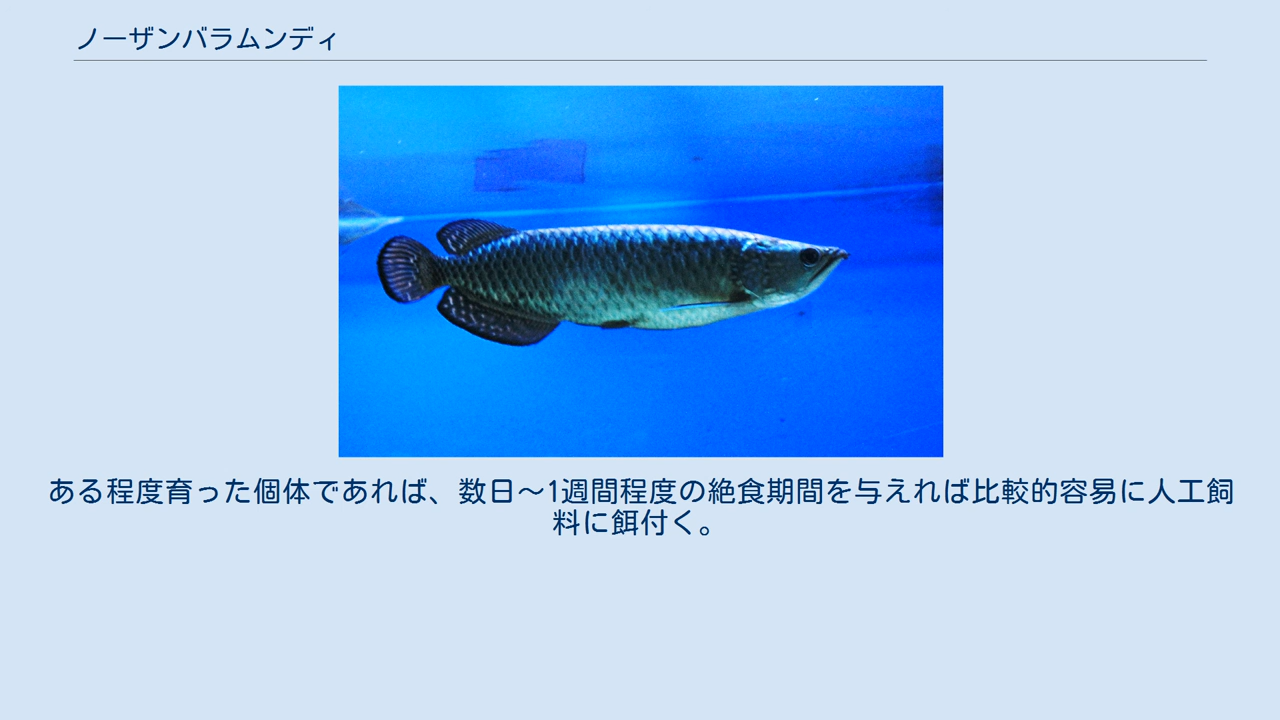 ノーザンバラムンディ
ある程度育った個体であれば、数日～1週間程度の絶食期間を与えれば比較的容易に人工飼
料に餌付く。